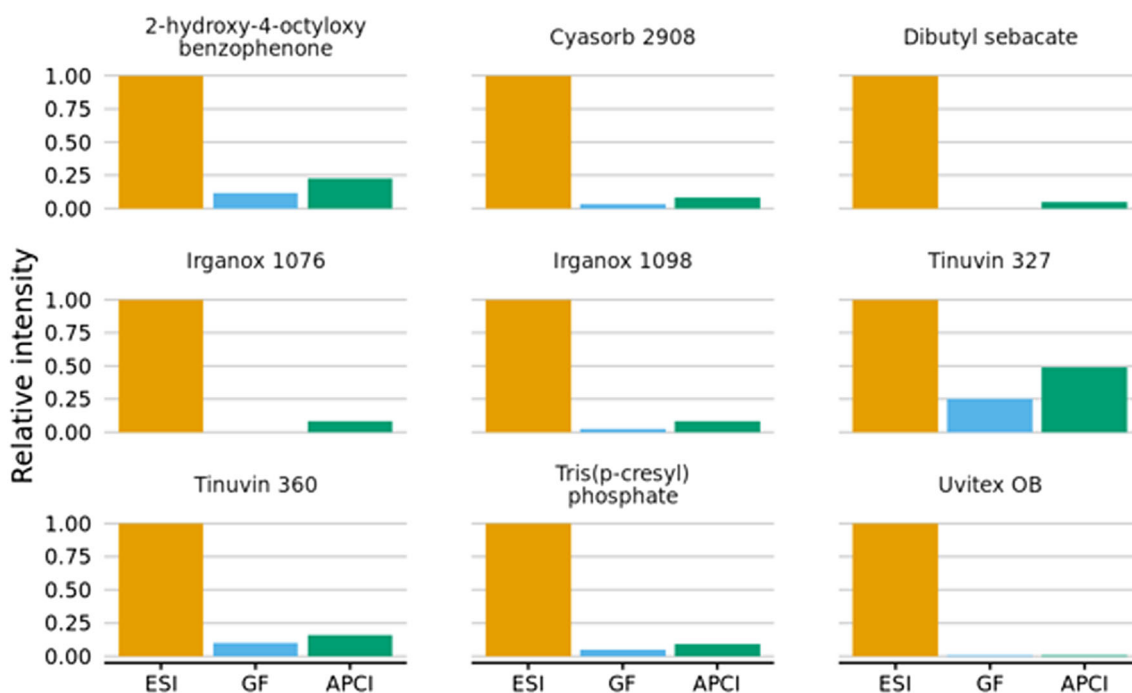 2-hydroxy-4-octyloxy
benzophenone
Cyasorb 2908
Dibutyl sebacate
1.00
0.75
0.50
0.25
0.00
Relative intensity
Irganox 1076
Irganox 1098
Tinuvin 327
1.00
0.75
0.50
0.25
0.00
Tinuvin 360
Tris(p-cresyl)
phosphate
Uvitex OB
1.00
0.75
0.50
0.25
0.00
ESI GF APCI
ESI GF APCI
ESI GF APCI